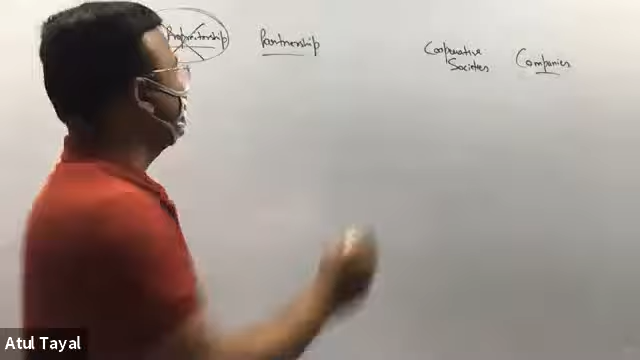 Proprietorship
Partnership
Cooperative
Societies
Companies
Atul Tayal